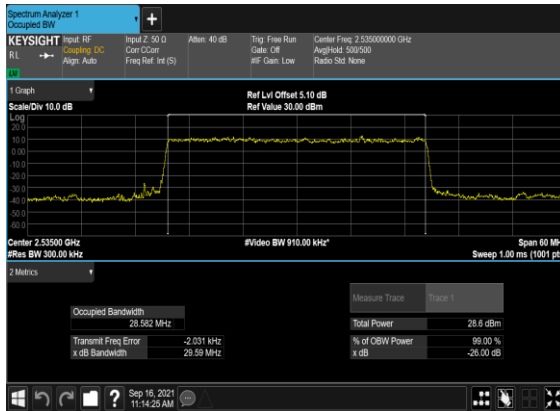 Spectrum Analyzer 1
Occupied BW
+
KEYSIGHT
RL
LXI
Input: RF
Coupling: DC
Align: Auto
Input Z: 50 Ω
Corr CCorr
Freq Ref: Int (S)
Atten: 40 dB
Trig: Free Run
Gate: Off
#IF Gain: Low
Center Freq: 2.535000000 GHz
Avg|Hold: 500/500
Radio Std: None
1 Graph
Scale/Div 10.0 dB
Ref Lvl Offset 5.10 dB
Ref Value 30.00 dBm
Log
20.0
10.0
0.00
-10.0
-20.0
-30.0
-40.0
-50.0
-60.0
Center 2.53500 GHz
#Res BW 300.00 kHz
#Video BW 910.00 kHz*
Span 60 MH
Sweep 1.00 ms (1001 pt
2 Metrics
Measure Trace Trace 1
Occupied Bandwidth
28.582 MHz
Total Power 28.6 dBm
Transmit Freq Error -2.031 kHz
% of OBW Power 99.00 %
x dB Bandwidth 29.59 MHz
x dB -26.00 dB
?
Sep 16, 2021
11:14:25 AM